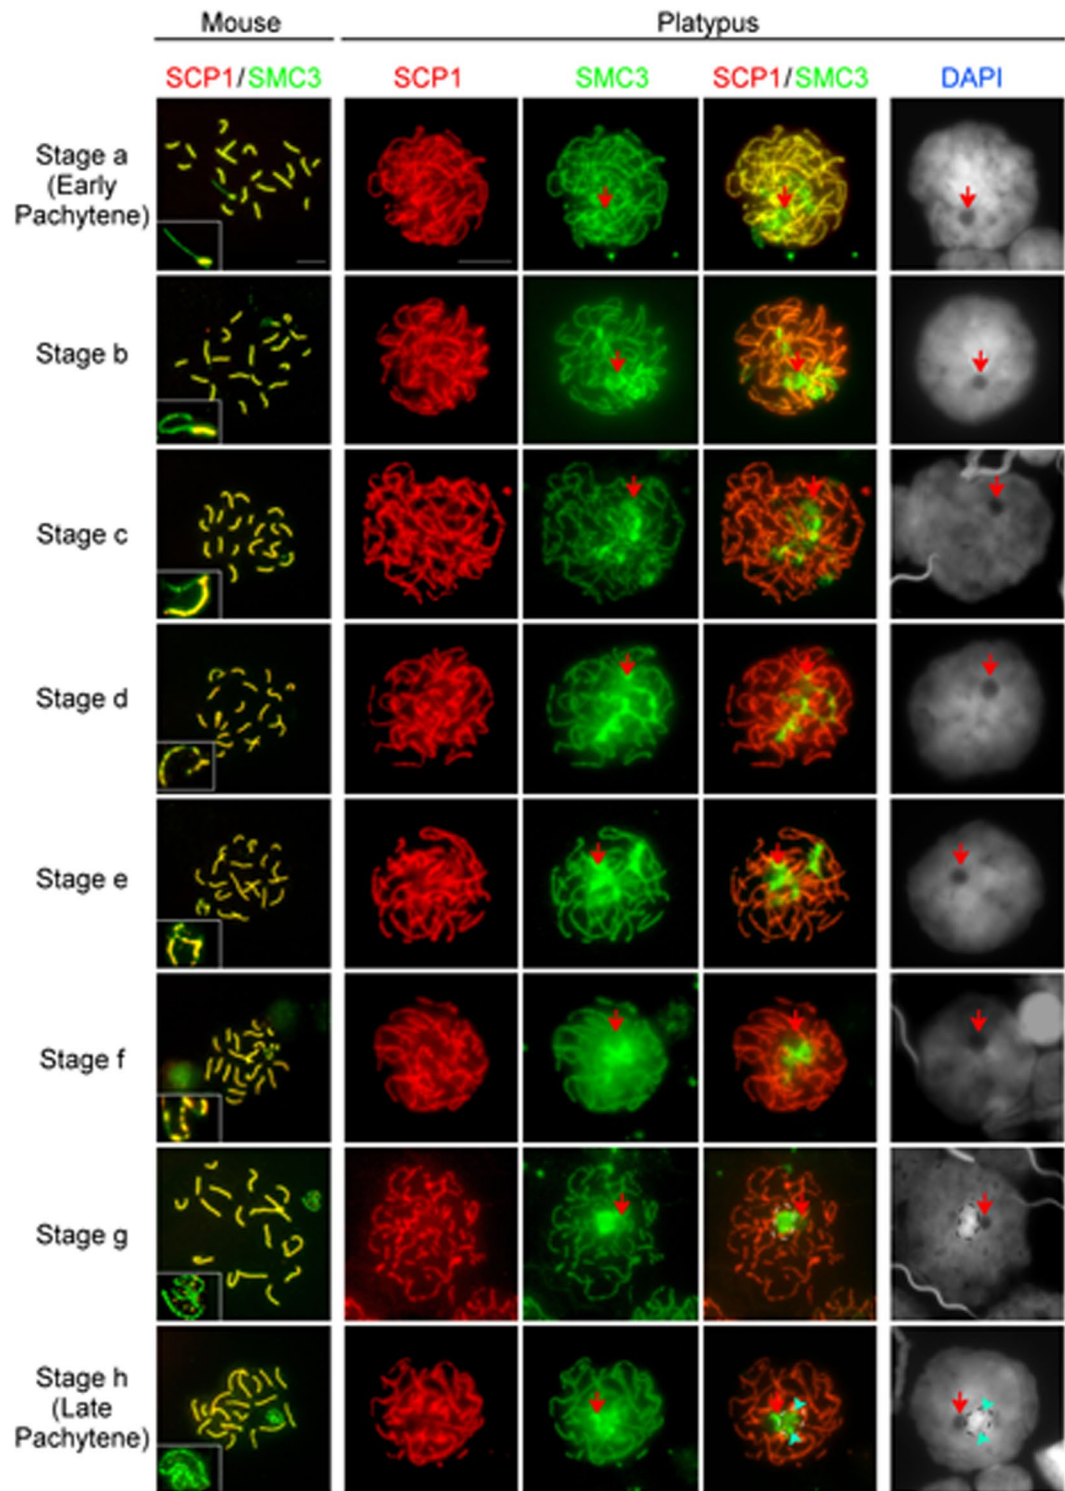 Mouse Platypus
SCP1/SMC3 SCP1 SMC3 SCP1/SMC3 DAPI
Stage a
(Early
Pachytene)
Stage b
Stage c
Stage d
Stage e
Stage f
Stage g
Stage h
(Late
Pachytene)